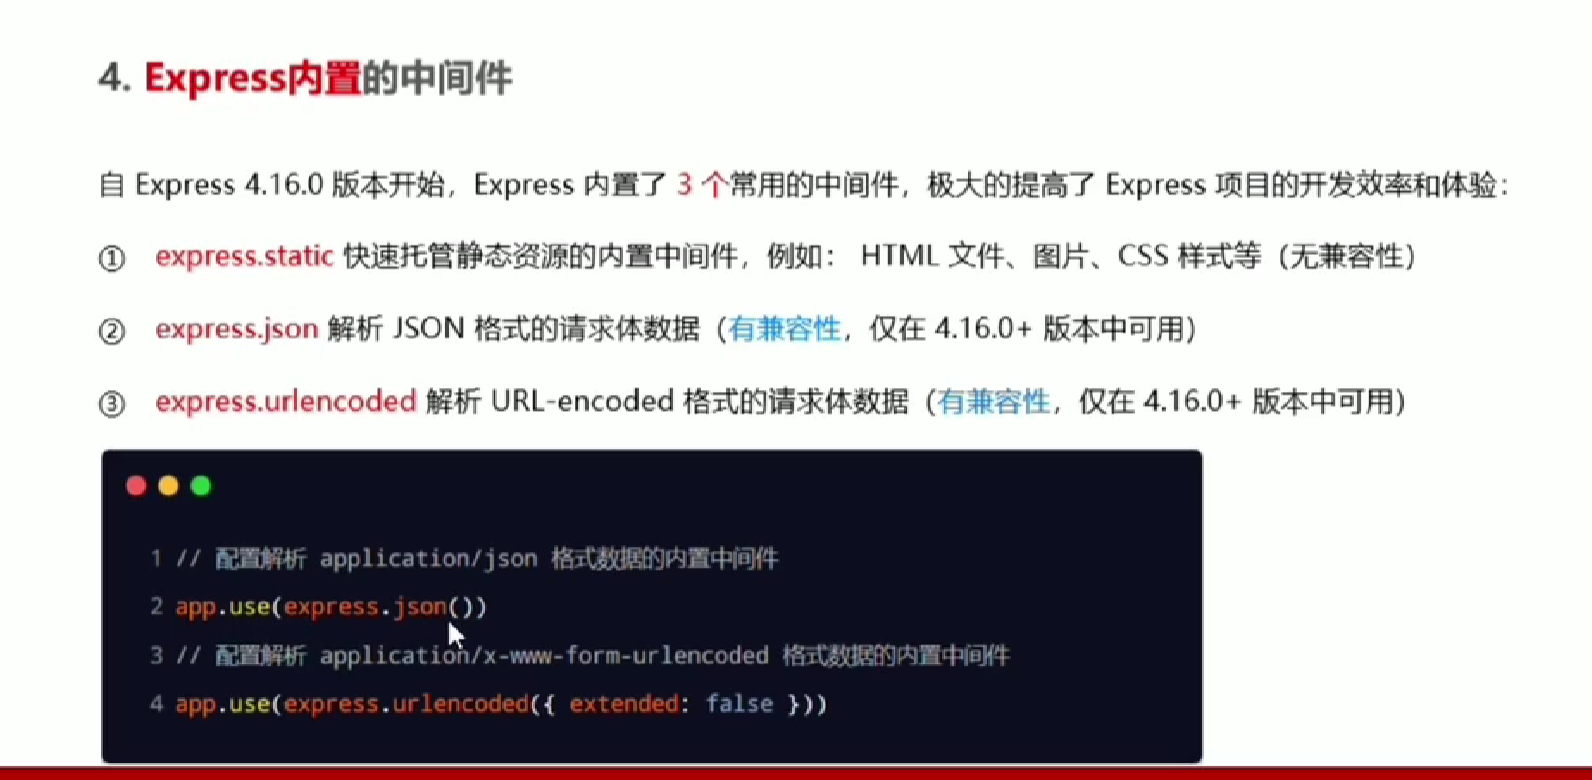 4. Express内置的中间件
自 Express 4.16.0 版本开始，Express 内置了 3 个常用的中间件，极大的提高了 Express 项目的开发效率和体验：
① express.static 快速托管静态资源的内置中间件，例如： HTML 文件、图片、CSS 样式等（无兼容性）
② express.json 解析 JSON 格式的请求体数据（有兼容性，仅在 4.16.0+ 版本中可用）
③ express.urlencoded 解析 URL-encoded 格式的请求体数据（有兼容性，仅在 4.16.0+ 版本中可用）
1 // 配置解析 application/json 格式数据的内置中间件
2 app.use(express.json())
3 // 配置解析 application/x-www-form-urlencoded 格式数据的内置中间件
4 app.use(express.urlencoded({ extended: false }))